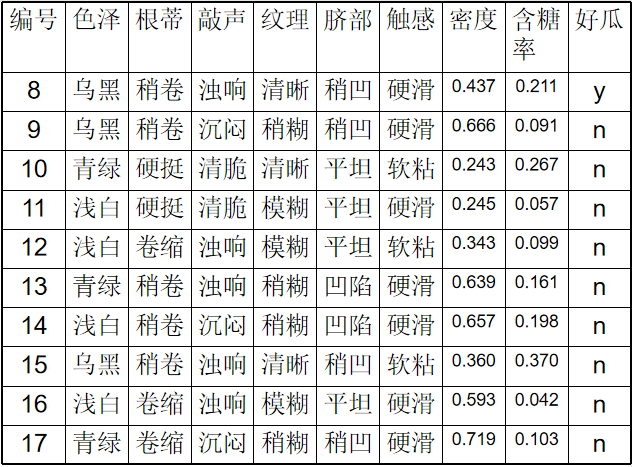 编号 色泽 根蒂 敲声 纹理 脐部 触感 密度 含糖率 好瓜
8 乌黑 稍卷 浊响 清晰 稍凹 硬滑 0.437 0.211 y
9 乌黑 稍卷 沉闷 稍糊 稍凹 硬滑 0.666 0.091 n
10 青绿 硬挺 清脆 清晰 平坦 软粘 0.243 0.267 n
11 浅白 硬挺 清脆 模糊 平坦 硬滑 0.245 0.057 n
12 浅白 卷缩 浊响 模糊 平坦 软粘 0.343 0.099 n
13 青绿 稍卷 浊响 稍糊 凹陷 硬滑 0.639 0.161 n
14 浅白 稍卷 沉闷 稍糊 凹陷 硬滑 0.657 0.198 n
15 乌黑 稍卷 浊响 清晰 稍凹 软粘 0.360 0.370 n
16 浅白 卷缩 浊响 模糊 平坦 硬滑 0.593 0.042 n
17 青绿 卷缩 沉闷 稍糊 稍凹 硬滑 0.719 0.103 n